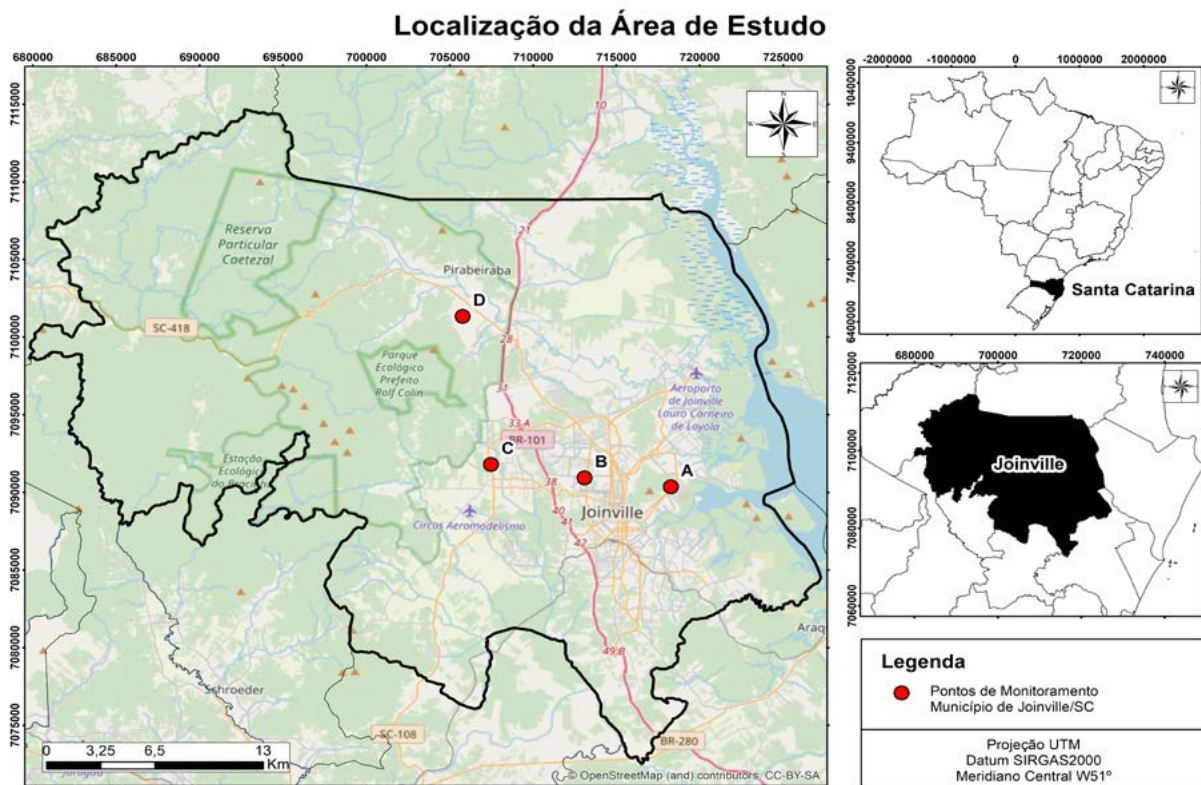 Localização da Área de Estudo
680000 685000 690000 695000 700000 705000 710000 715000 720000 725000
7115000
7110000
7105000
7100000
7095000
7090000
7085000
7080000
7075000
10
N
W E
S
Reserva
Particular
Caetezal
21
Pirabeiraba
D
SC-418
28
Parque
Ecológico
Prefeito
Rolf Colin
31
Aeroporto
de Joinville
Lauro Carneiro
de Loyola
33 A
BR-101
C
B
A
Estação
Ecológica
do Bracinho
38
Joinville
40
Circus Aeromodelismo
41
42
49 B
Araq
Schroeder
SC-108
BR-280
0 3,25 6,5 13
Km
Jaraguá
© OpenStreetMap (and) contributors, CC-BY-SA
-2000000 -1000000 0 1000000 2000000
10400000
9400000
8400000
7400000
6400000
Santa Catarina
680000 700000 720000 740000
7120000
7100000
7080000
7060000
Joinville
Legenda
Pontos de Monitoramento
Município de Joinville/SC
Projeção UTM
Datum SIRGAS2000
Meridiano Central W51º